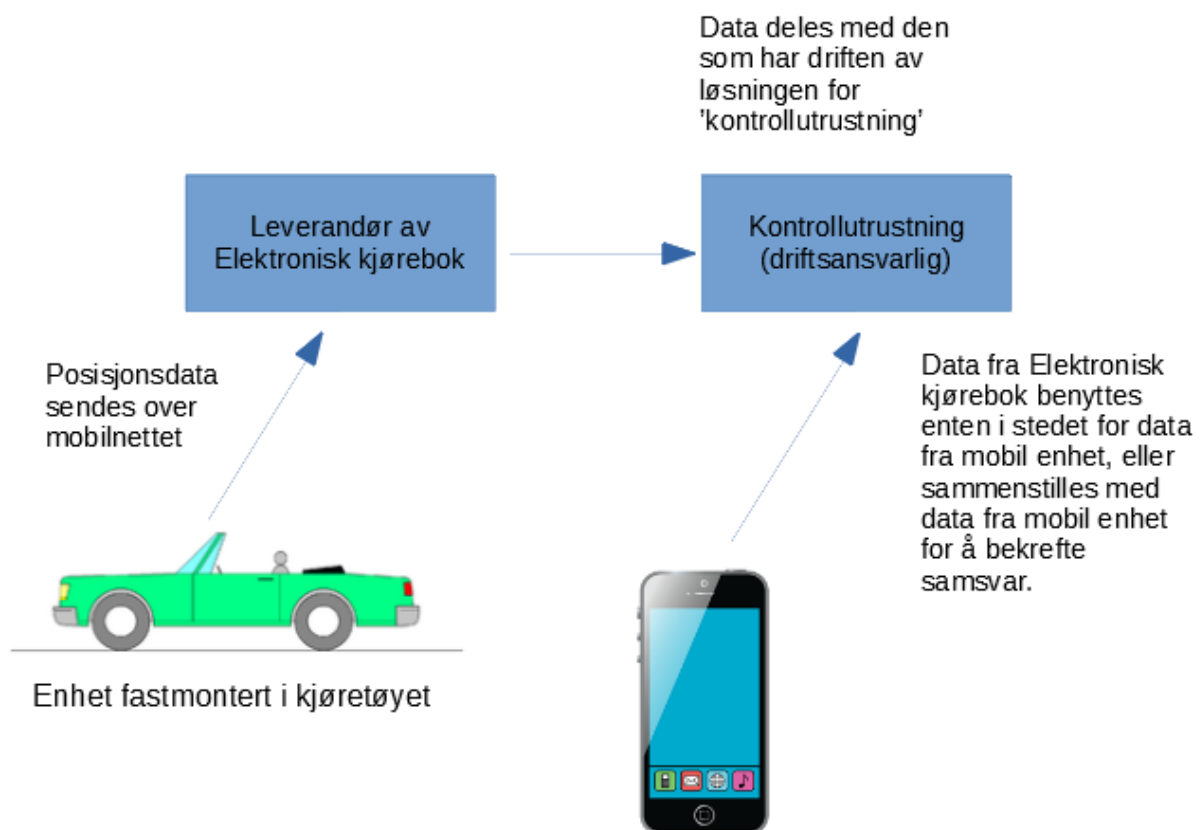 Data deles med den
som har driften av
løsningen for
’kontrollutrustning’
Leverandør av
Elektronisk kjørebok
Kontrollutrustning
(driftsansvarlig)
Posisjonsdata
sendes over
mobilnettet
Data fra Elektronisk
kjørebok benyttes
enten i stedet for data
fra mobil enhet, eller
sammenstilles med
data fra mobil enhet
for å bekrefte
samsvar.
Enhet fastmontert i kjøretøyet